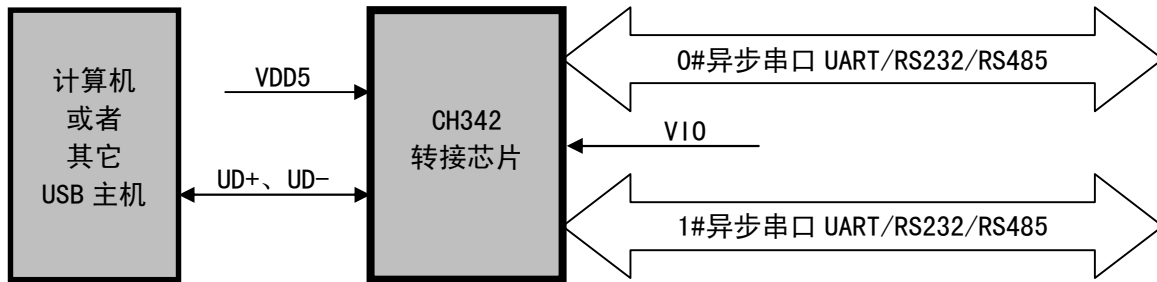 计算机
或者
其它
USB 主机
VDD5
UD+、UD-
CH342
转接芯片
0#异步串口 UART/RS232/RS485
VIO
1#异步串口 UART/RS232/RS485